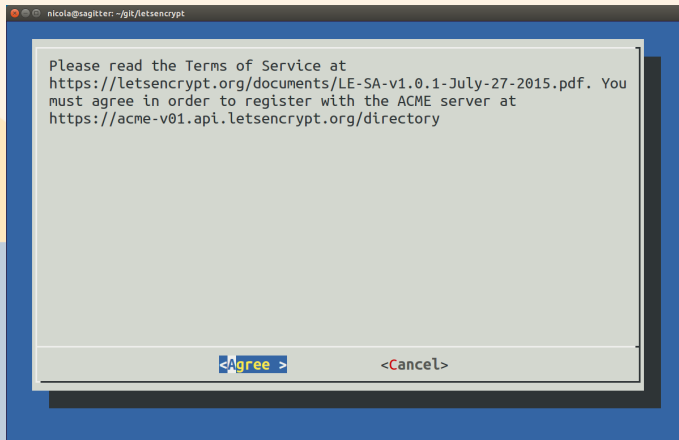 nicola@sagitter: ~/git/letsencrypt
Please read the Terms of Service at
https://letsencrypt.org/documents/LE-SA-v1.0.1-July-27-2015.pdf. You
must agree in order to register with the ACME server at
https://acme-v01.api.letsencrypt.org/directory
<Agree > <Cancel>